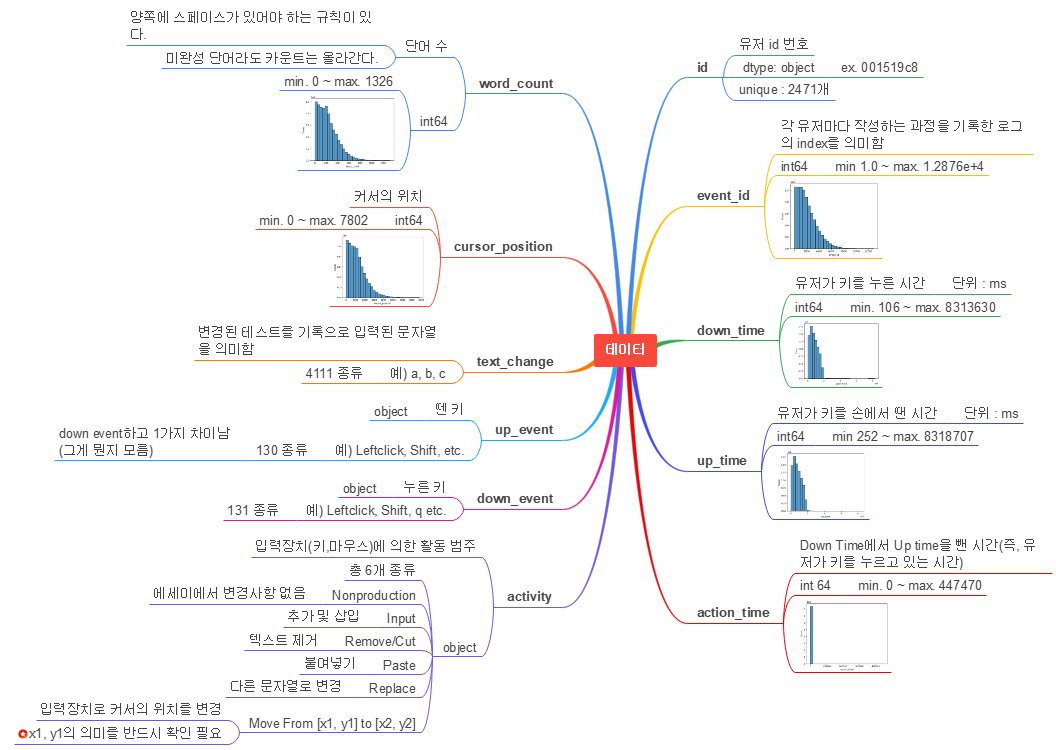 데이터
id
유저 id 번호
dtype: object ex. 001519c8
unique : 2471개
event_id
각 유저마다 작성하는 과정을 기록한 로그
의 index를 의미함
int64 min 1.0 ~ max. 1.2876e+4
down_time
유저가 키를 누른 시간 단위 : ms
int64 min. 106 ~ max. 8313630
up_time
유저가 키를 손에서 땐 시간 단위 : ms
int64 min 252 ~ max. 8318707
action_time
Down Time에서 Up time을 뺀 시간(즉, 유
저가 키를 누르고 있는 시간)
int 64 min. 0 ~ max. 447470
word_count
단어 수
양쪽에 스페이스가 있어야 하는 규칙이 있
다.
미완성 단어라도 카운트는 올라간다.
int64
min. 0 ~ max. 1326
cursor_position
커서의 위치
min. 0 ~ max. 7802 int64
text_change
변경된 테스트를 기록으로 입력된 문자열
을 의미함
4111 종류 예) a, b, c
up_event
object 뗀 키
down event하고 1가지 차이남
(그게 뭔지 모름)
130 종류 예) Leftclick, Shift, etc.
down_event
object 누른 키
131 종류 예) Leftclick, Shift, q etc.
activity
입력장치(키,마우스)에 의한 활동 범주
object
총 6개 종류
에세이에서 변경사항 없음 Nonproduction
추가 및 삽입 Input
텍스트 제거 Remove/Cut
붙여넣기 Paste
다른 문자열로 변경 Replace
Move From [x1, y1] to [x2, y2]
입력장치로 커서의 위치를 변경
x1, y1의 의미를 반드시 확인 필요